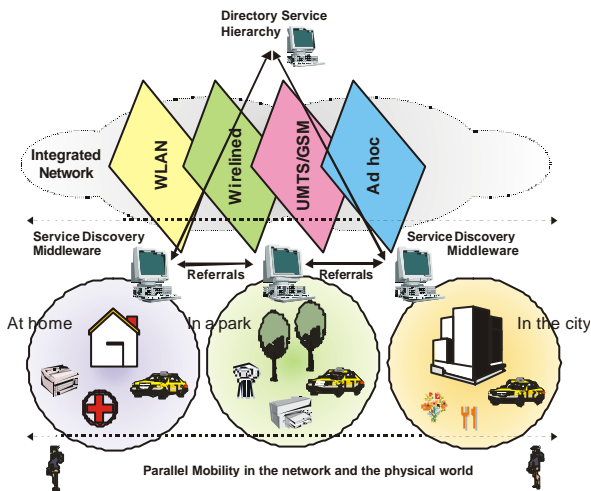 Directory Service
Hierarchy
Integrated
Network
WLAN
Wirelined
UMTS/GSM
Ad hoc
Service Discovery
Middleware
Referrals
Referrals
Service Discovery
Middleware
At home
In a park
In the city
Parallel Mobility in the network and the physical world